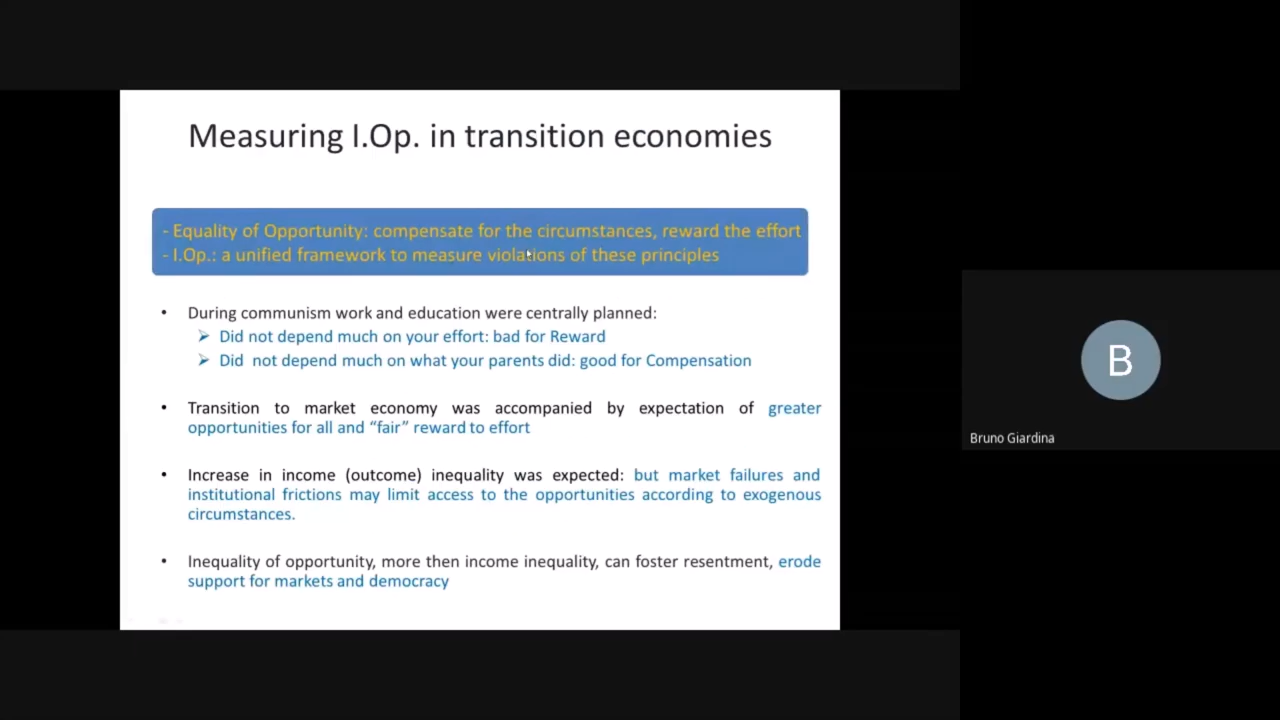 Measuring I.Op. in transition economies
- Equality of Opportunity: compensate for the circumstances, reward the effort
- I.Op.: a unified framework to measure violations of these principles
• During communism work and education were centrally planned:
➢ Did not depend much on your effort: bad for Reward
➢ Did not depend much on what your parents did: good for Compensation
• Transition to market economy was accompanied by expectation of greater
opportunities for all and “fair” reward to effort
• Increase in income (outcome) inequality was expected: but market failures and
institutional frictions may limit access to the opportunities according to exogenous
circumstances.
• Inequality of opportunity, more then income inequality, can foster resentment, erode
support for markets and democracy
B
Bruno Giardina